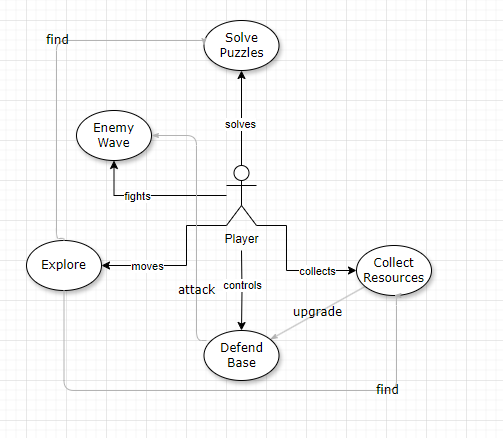 find
Solve
Puzzles
solves
Enemy
Wave
fights
Player
Explore
moves
attack
controls
collects
Collect
Resources
upgrade
Defend
Base
find